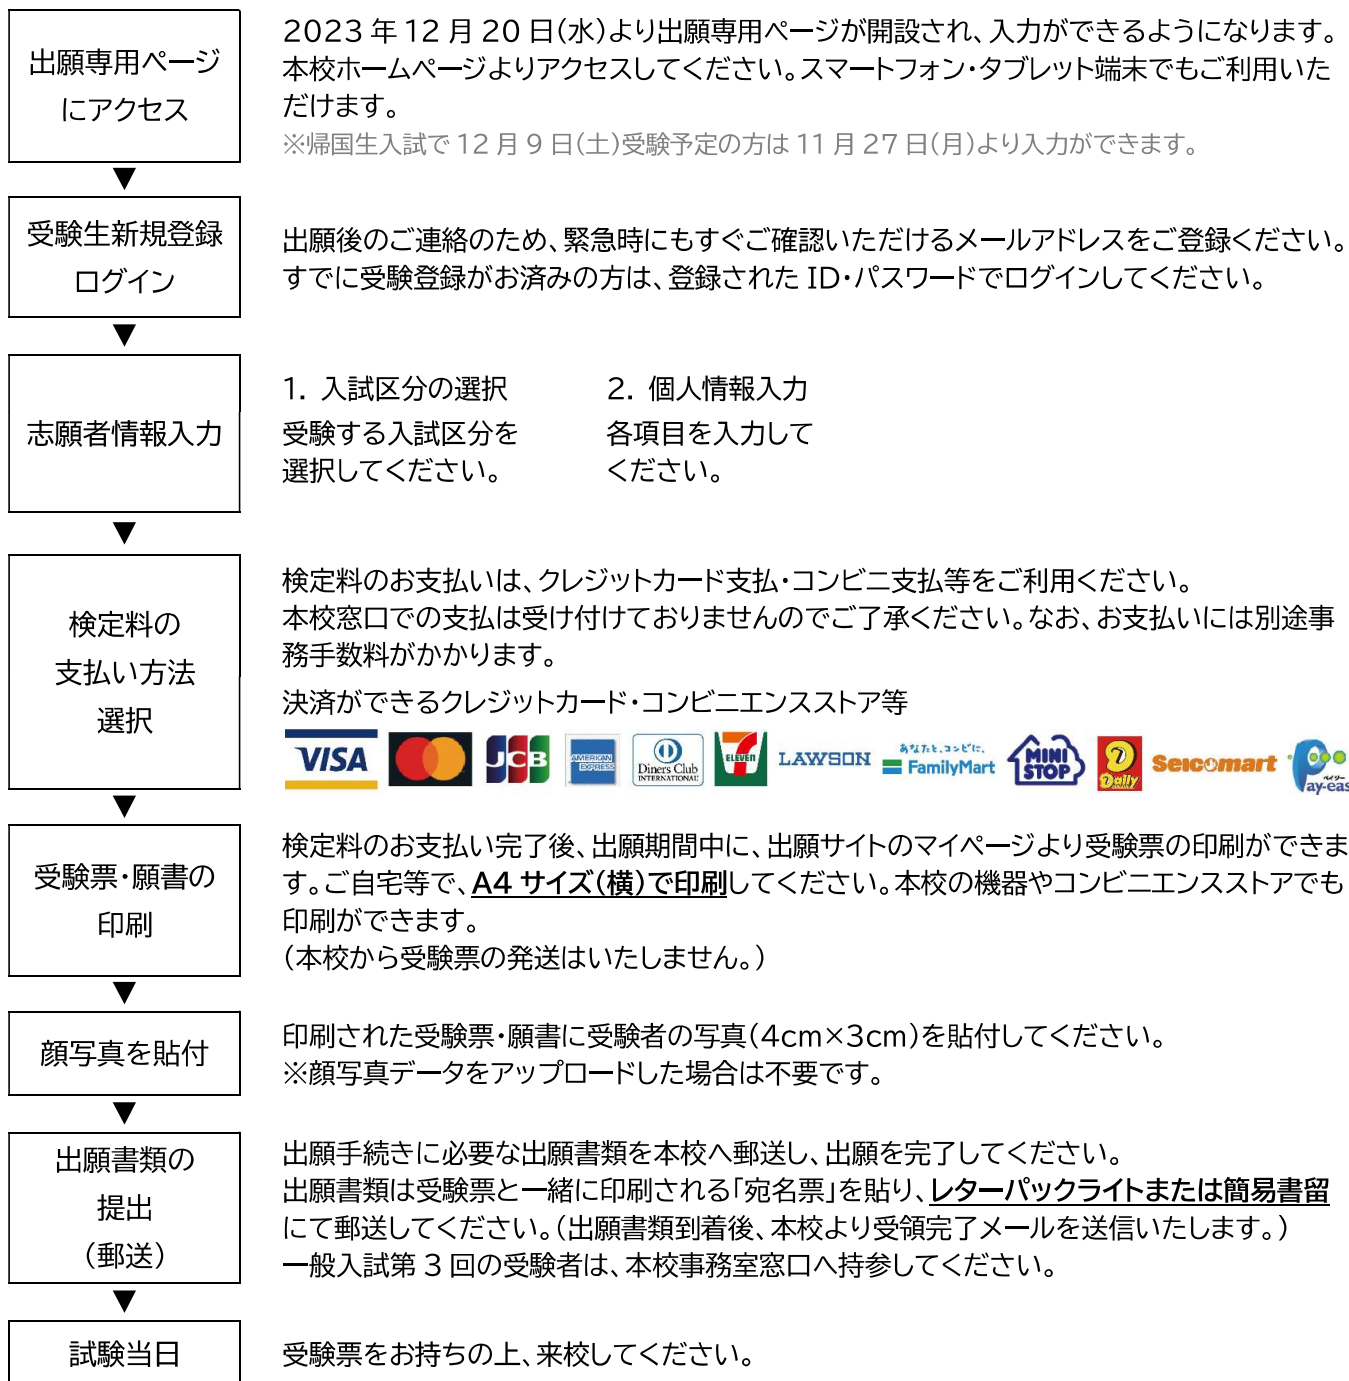 出願専用ページ
にアクセス
2023年12月20日(水)より出願専用ページが開設され、入力ができるようになります。
本校ホームページよりアクセスしてください。スマートフォン・タブレット端末でもご利用いた
だけます。
※帰国生入試で12月9日(土)受験予定の方は11月27日(月)より入力ができます。
▼
受験生新規登録
ログイン
出願後のご連絡のため、緊急時にもすぐご確認いただけるメールアドレスをご登録ください。
すでに受験登録がお済みの方は、登録された ID・パスワードでログインしてください。
▼
志願者情報入力
1. 入試区分の選択
受験する入試区分を
選択してください。
2. 個人情報入力
各項目を入力して
ください。
▼
検定料の
支払い方法
選択
検定料のお支払いは、クレジットカード支払・コンビニ支払等をご利用ください。
本校窓口での支払は受け付けておりませんのでご了承ください。なお、お支払いには別途事
務手数料がかかります。
決済ができるクレジットカード・コンビニエンスストア等
VISA
JCB
AMERICAN
EXPRESS
Diners Club
INTERNATIONAL
ELEVEN
LAWSON
あなたと、コンビに、
FamilyMart
MINI
STOP
Daily
Seicomart
ペイジー
Pay-eas
▼
受験票・願書の
印刷
検定料のお支払い完了後、出願期間中に、出願サイトのマイページより受験票の印刷ができま
す。ご自宅等で、A4 サイズ(横)で印刷してください。本校の機器やコンビニエンスストアでも
印刷ができます。
(本校から受験票の発送はいたしません。)
▼
顔写真を貼付
印刷された受験票・願書に受験者の写真(4cm×3cm)を貼付してください。
※顔写真データをアップロードした場合は不要です。
▼
出願書類の
提出
(郵送)
出願手続きに必要な出願書類を本校へ郵送し、出願を完了してください。
出願書類は受験票と一緒に印刷される「宛名票」を貼り、レターパックライトまたは簡易書留
にて郵送してください。(出願書類到着後、本校より受領完了メールを送信いたします。)
一般入試第3回の受験者は、本校事務室窓口へ持参してください。
▼
試験当日
受験票をお持ちの上、来校してください。